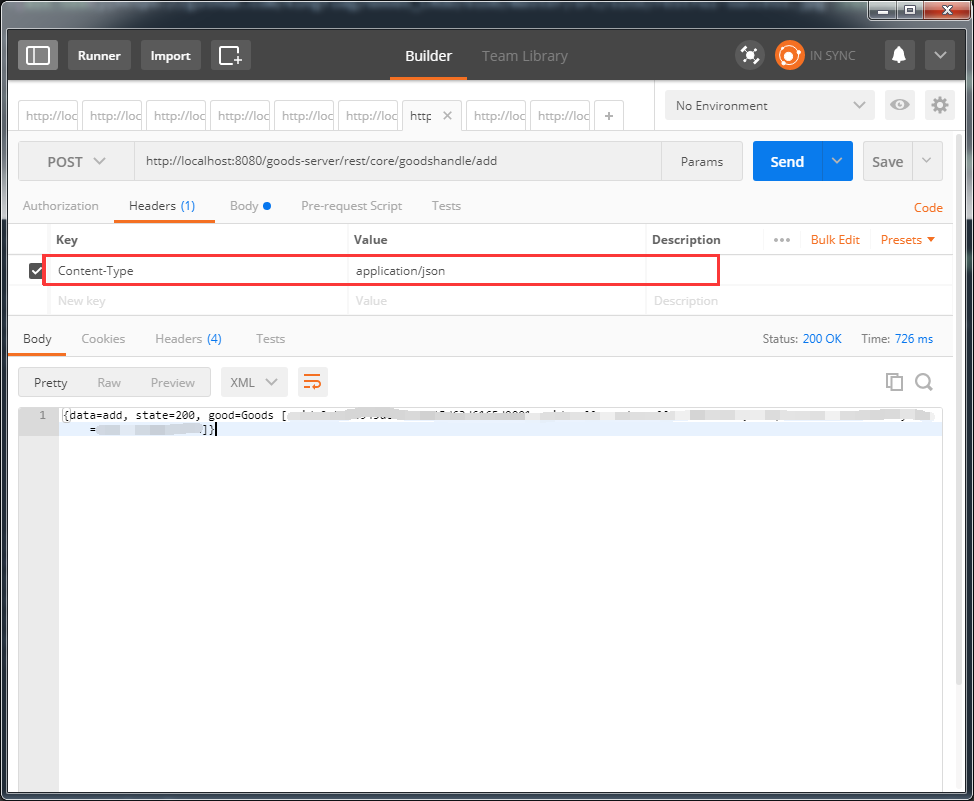 Runner Import Builder Team Library IN SYNC
http://loc http://loc http://loc http://loc http://loc http://loc http http://loc http://loc + No Environment
POST http://localhost:8080/goods-server/rest/core/goodshandle/add Params Send Save
Authorization Headers (1) Body Pre-request Script Tests Code
Key Value Description ••• Bulk Edit Presets
Content-Type application/json
New key Value Description
Body Cookies Headers (4) Tests Status: 200 OK Time: 726 ms
Pretty Raw Preview XML
1 {data=add, state=200, good=Goods [
=
]}